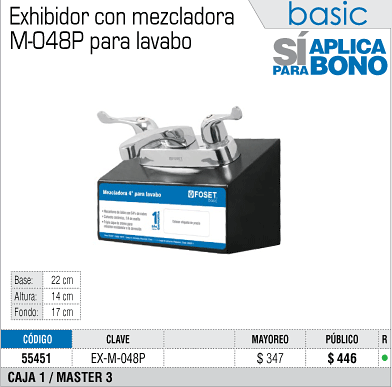 Exhibidor con mezcladora
M-048P para lavabo
basic
SÍ APLICA
PARA BONO
Mezcladora 4" para lavabo
FOSET
Base: 22 cm
Altura: 14 cm
Fondo: 17 cm
CÓDIGO CLAVE MAYOREO PÚBLICO R
55451 EX-M-048P $ 347 $ 446
CAJA 1 / MASTER 3